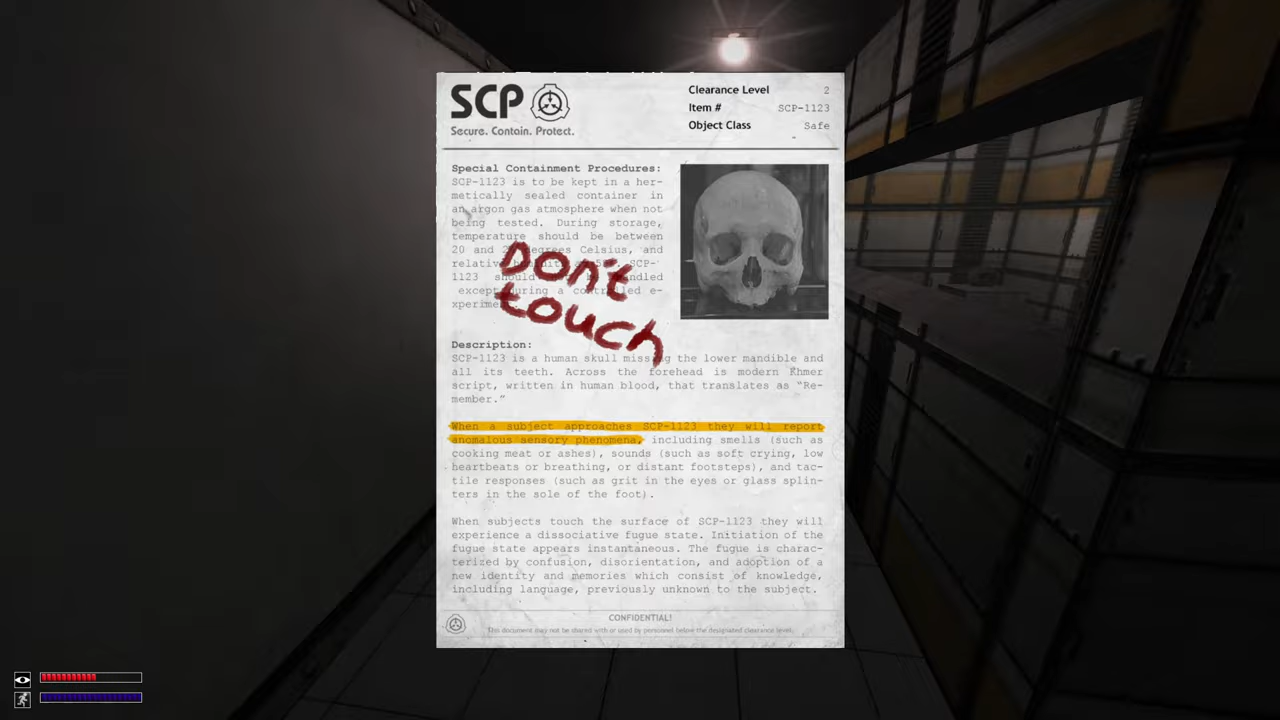 SCP
Secure. Contain. Protect.
Clearance Level 2
Item # SCP-1123
Object Class Safe
Special Containment Procedures:
SCP-1123 is to be kept in a her-
metically sealed container in
an argon gas atmosphere when not
being tested. During storage,
temperature should be between
20 and degrees Celsius, and
relative SCP-
1123 should
except during a controlled e-
Don't
touch
Description:
SCP-1123 is a human skull missing the lower mandible and
all its teeth. Across the forehead is modern Khmer
script, written in human blood, that translates as "Re-
member."
When a subject approaches SCP-1123 they will report
anomalous sensory phenomena, including smells (such as
cooking meat or ashes), sounds (such as soft crying, low
heartbeats or breathing, or distant footsteps), and tac-
tile responses (such as grit in the eyes or glass splin-
ters in the sole of the foot).
When subjects touch the surface of SCP-1123 they will
experience a dissociative fugue state. Initiation of the
fugue state appears instantaneous. The fugue is charac-
terized by confusion, disorientation, and adoption of a
new identity and memories which consist of knowledge,
including language, previously unknown to the subject.
CONFIDENTIAL!
This document may not be shared with or used by personnel below the designated clearance level.